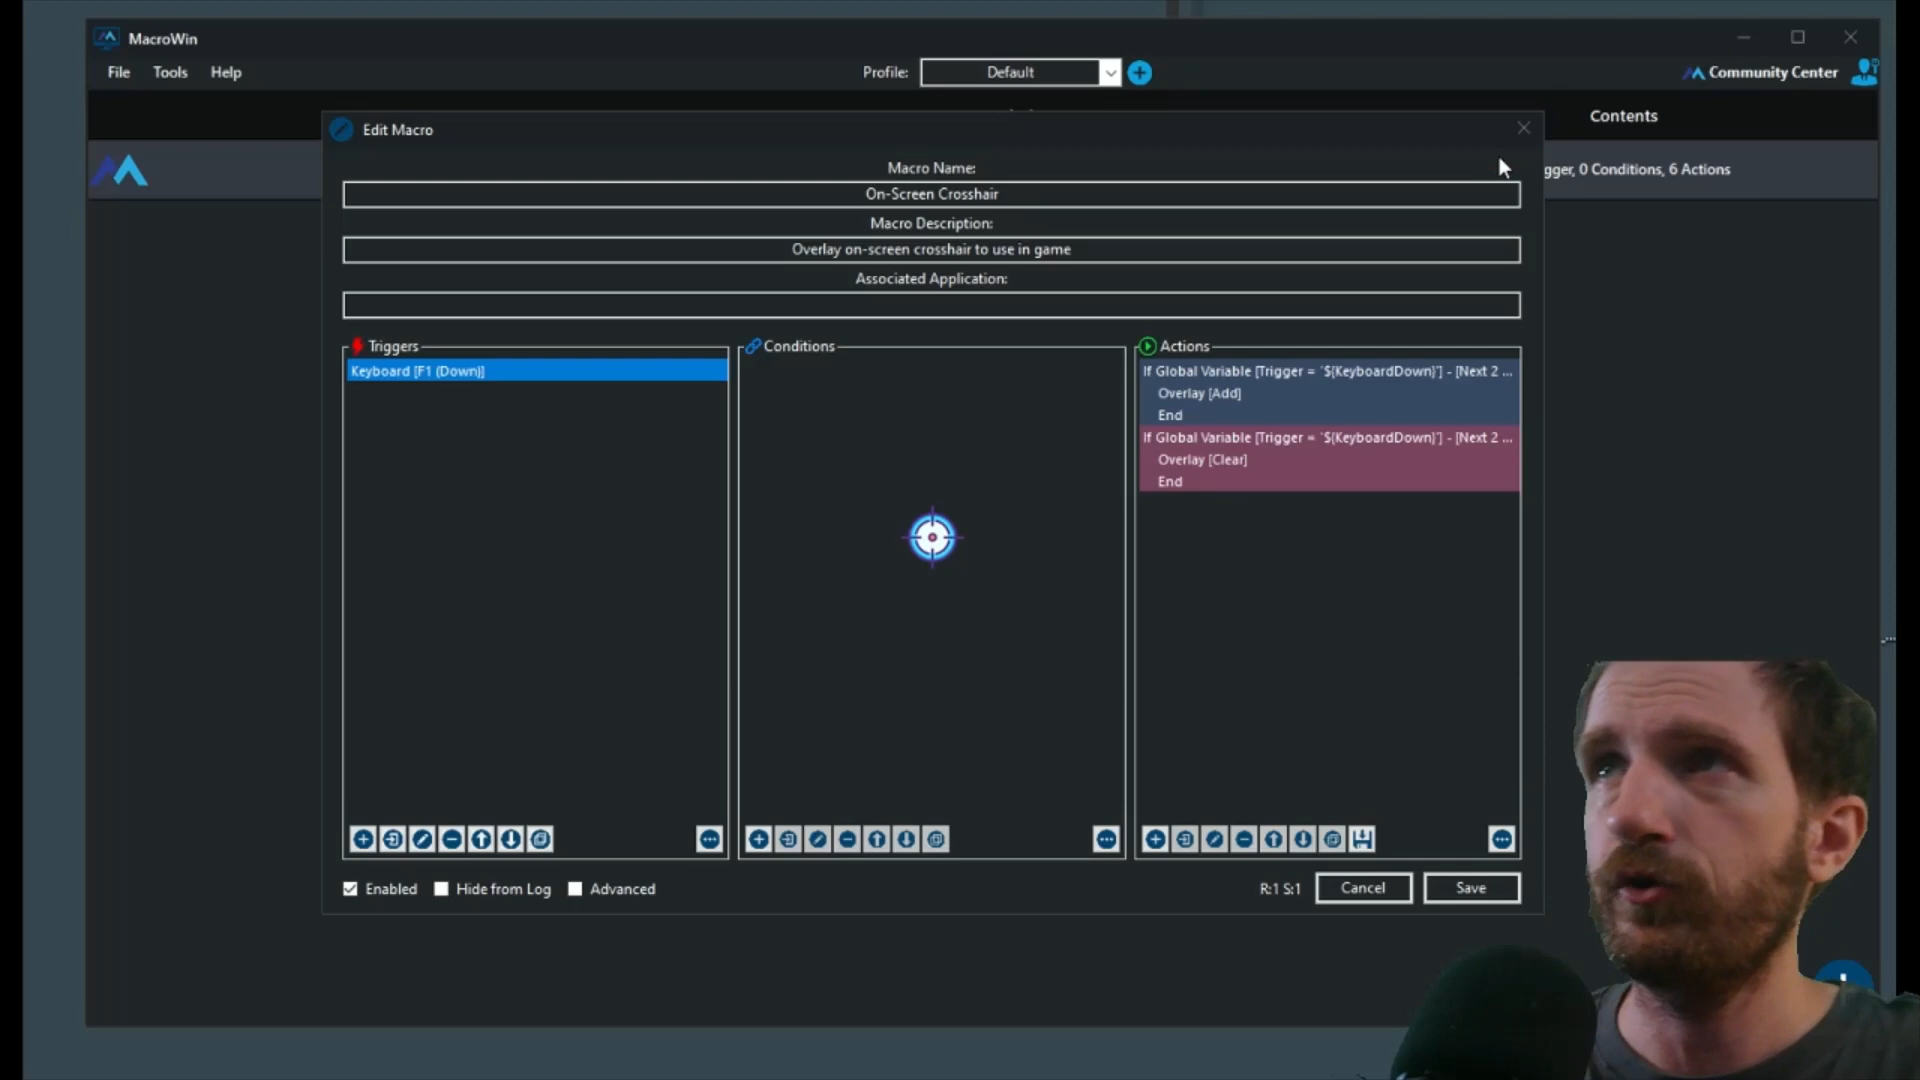 MacroWin
File Tools Help
Profile: Default
Community Center
Contents
Edit Macro
gger, 0 Conditions, 6 Actions
Macro Name:
On-Screen Crosshair
Macro Description:
Overlay on-screen crosshair to use in game
Associated Application:
Triggers
Keyboard [F1 (Down)]
Conditions
Actions
If Global Variable [Trigger = `${KeyboardDown}'] - [Next 2 ...
Overlay [Add]
End
If Global Variable [Trigger = `${KeyboardDown}'] - [Next 2 ...
Overlay [Clear]
End
Enabled Hide from Log Advanced
R:1 S:1 Cancel Save